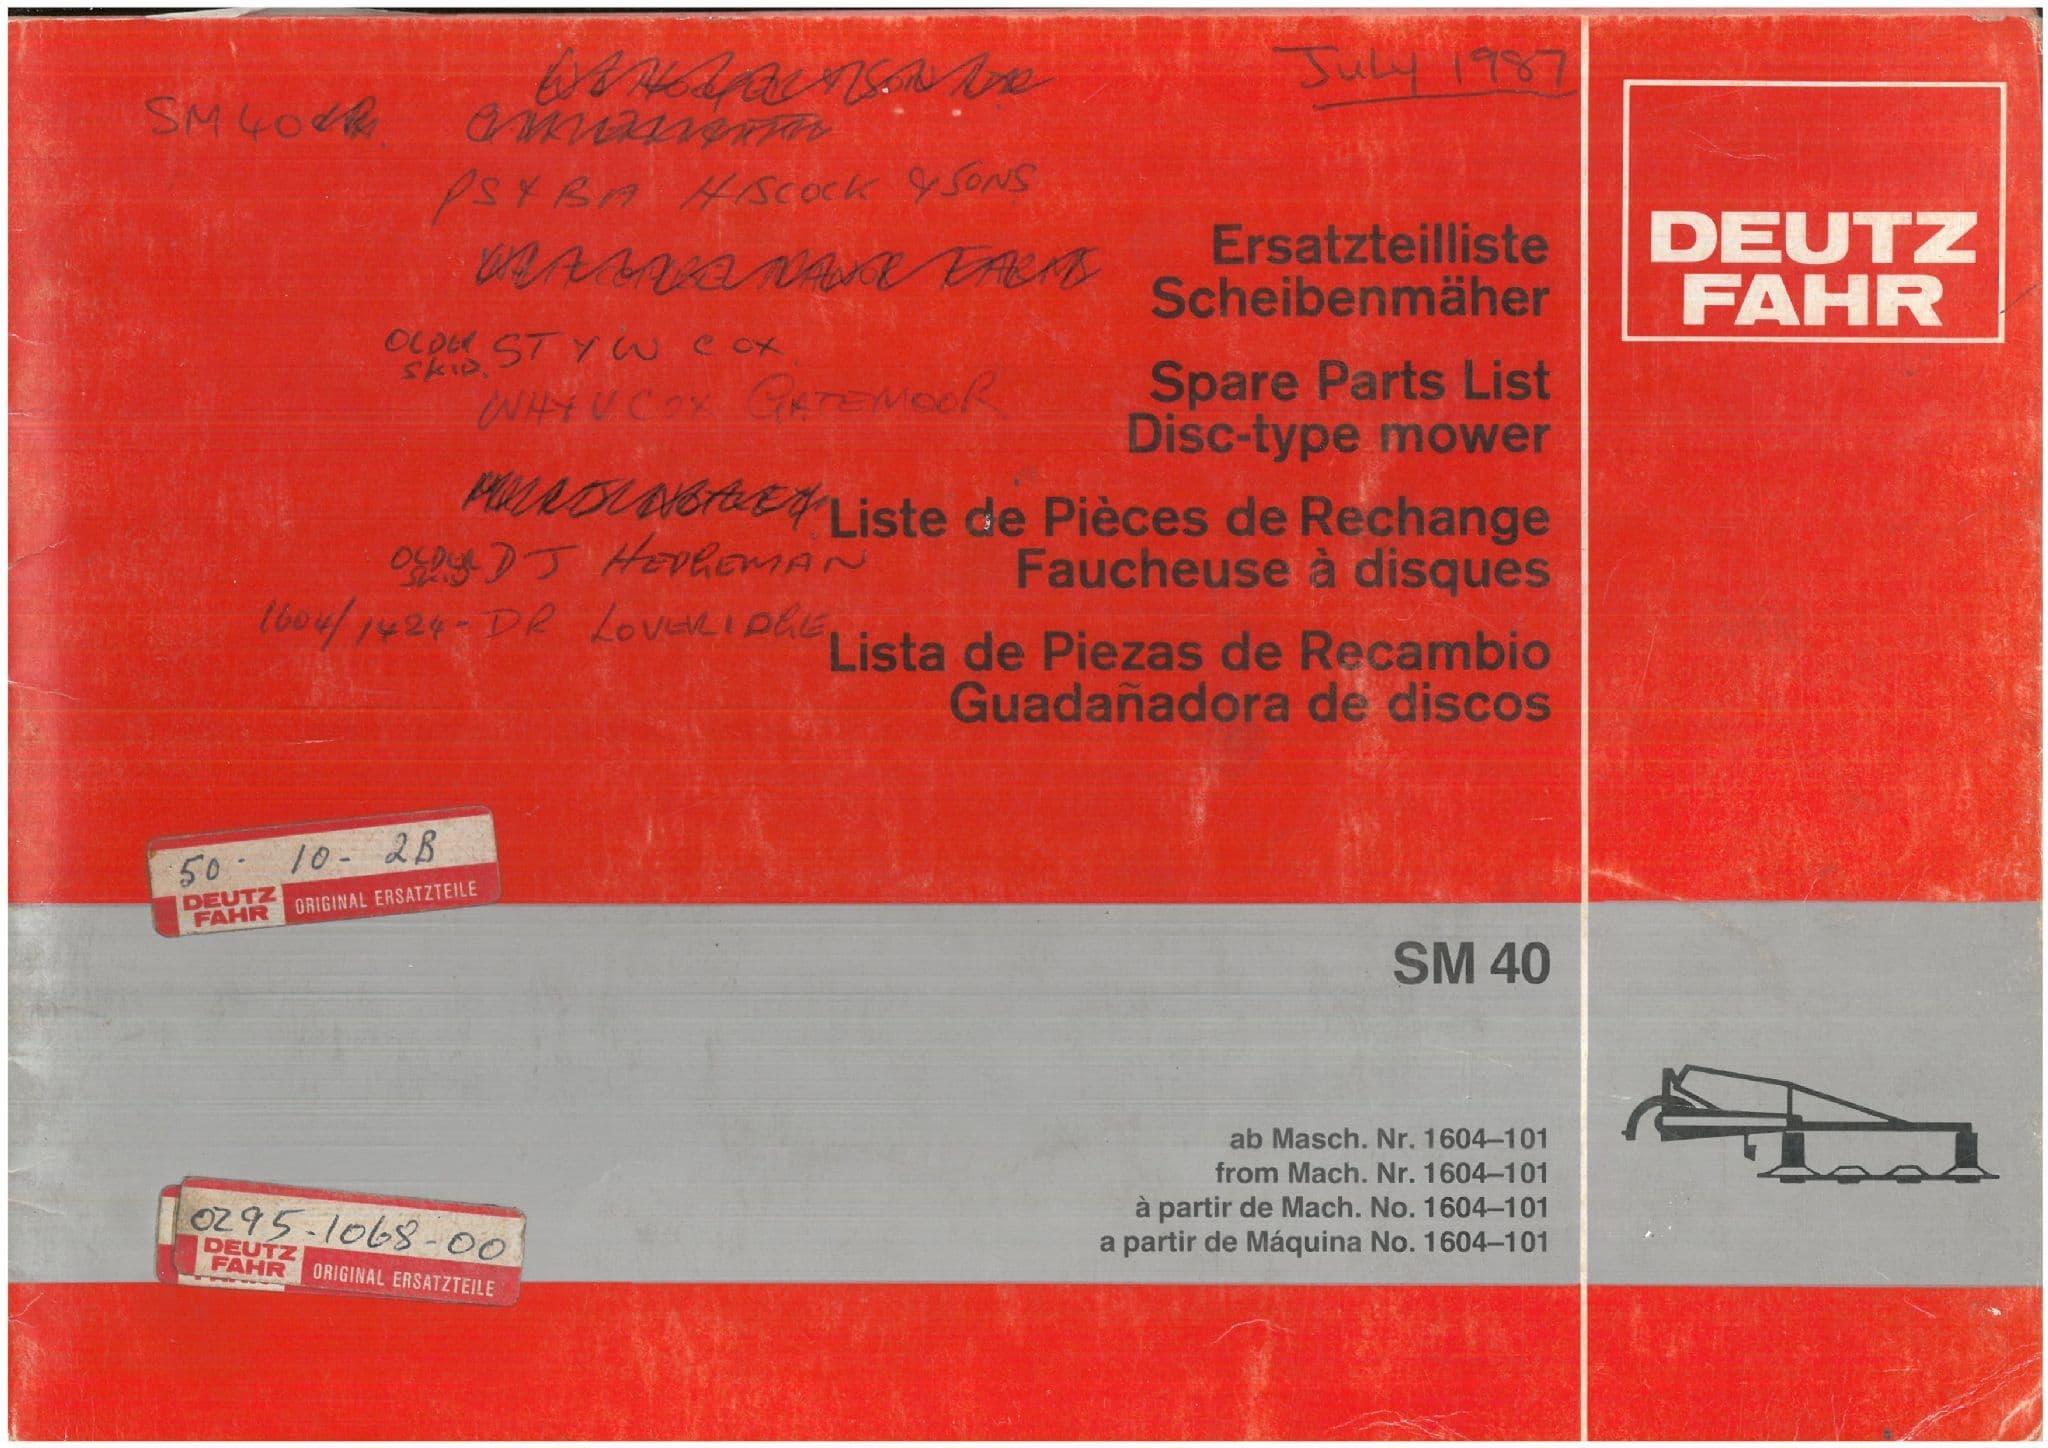 July 1987
SM 40
PS & BA HISCOCK & SONS
OLDER SKID. ST & W COX
WH & V COX GATEMOOR
OLDER SKID DJ HEDREMAN
1604/1424 - DR LOVERIDGE
DEUTZ
FAHR
Ersatzteilliste
Scheibenmäher
Spare Parts List
Disc-type mower
Liste de Pièces de Rechange
Faucheuse à disques
Lista de Piezas de Recambio
Guadañadora de discos
50 - 10 - 2B
DEUTZ
FAHR
ORIGINAL ERSATZTEILE
SM 40
ab Masch. Nr. 1604–101
from Mach. Nr. 1604–101
à partir de Mach. No. 1604–101
a partir de Máquina No. 1604–101
0295-1068-00
DEUTZ
FAHR
ORIGINAL ERSATZTEILE